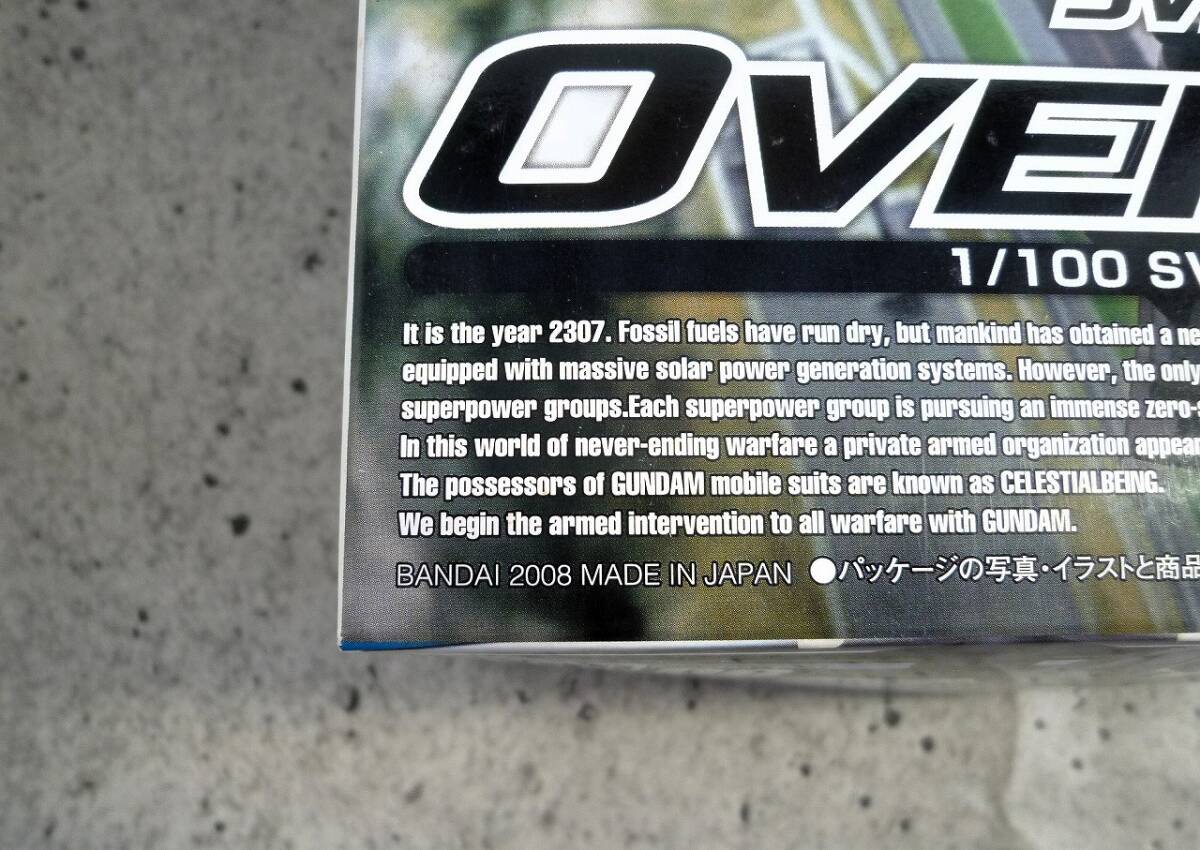 OVE
1/100 S
It is the year 2307. Fossil fuels have run dry, but mankind has obtained a ne
equipped with massive solar power generation systems. However, the only
superpower groups.Each superpower group is pursuing an immense zero-
In this world of never-ending warfare a private armed organization appea
The possessors of GUNDAM mobile suits are known as CELESTIALBEING.
We begin the armed intervention to all warfare with GUNDAM.
BANDAI 2008 MADE IN JAPAN ●パッケージの写真・イラストと商品